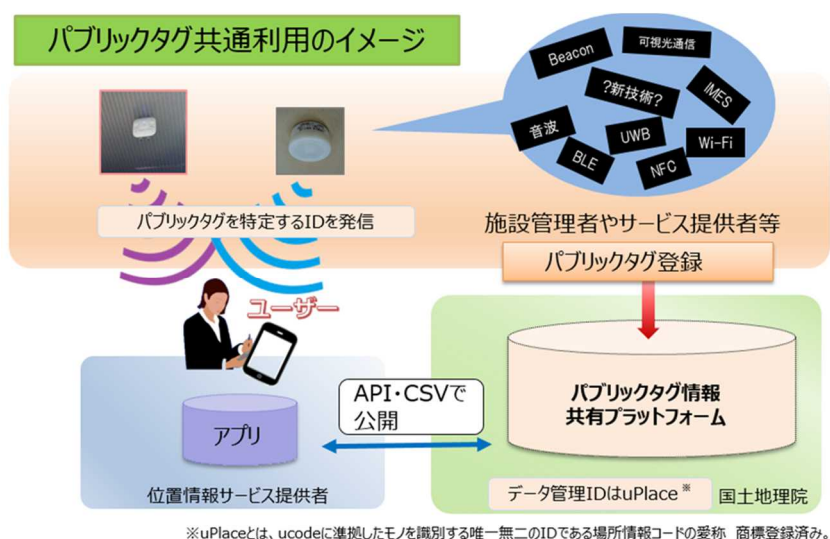 パブリックタグ共通利用のイメージ
Beacon
可視光通信
?新技術?
IMES
音波
UWB
Wi-Fi
BLE
NFC
パブリックタグを特定するIDを発信
施設管理者やサービス提供者等
パブリックタグ登録
ユーザー
アプリ
位置情報サービス提供者
API・CSVで
公開
パブリックタグ情報
共有プラットフォーム
データ管理IDはuPlace※
国土地理院
※uPlaceとは、ucodeに準拠したモノを識別する唯一無二のIDである場所情報コードの愛称 商標登録済み。